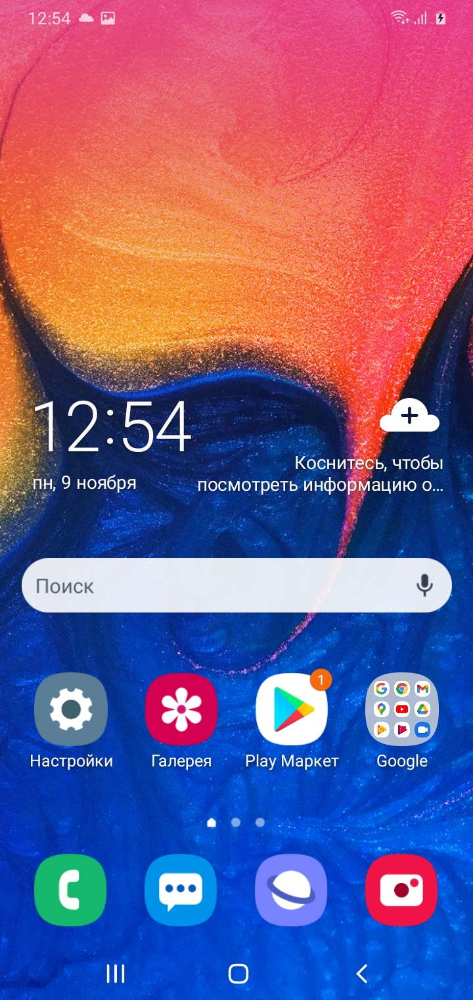 12:54
12:54
пн, 9 ноября
Коснитесь, чтобы
посмотреть информацию о...
Поиск
1
Настройки
Галерея
Play Маркет
Google